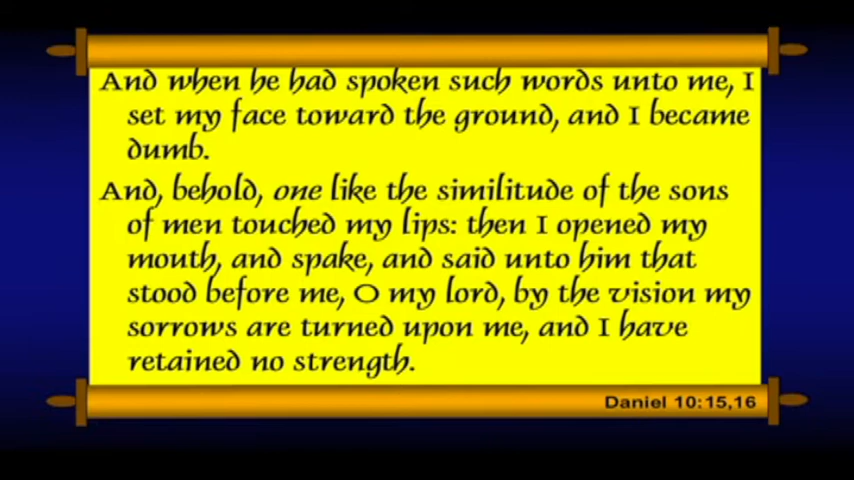 And when he had spoken such words unto me, I
set my face toward the ground, and I became
dumb.
And, behold, one like the similitude of the sons
of men touched my lips: then I opened my
mouth, and spake, and said unto him that
stood before me, O my lord, by the vision my
sorrows are turned upon me, and I have
retained no strength.
Daniel 10:15,16